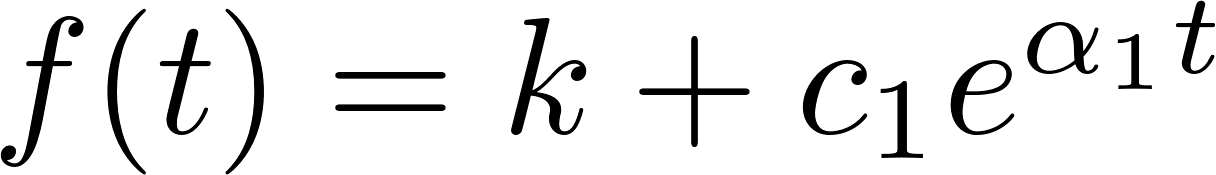 f(t) = k + c₁e^{α₁t}